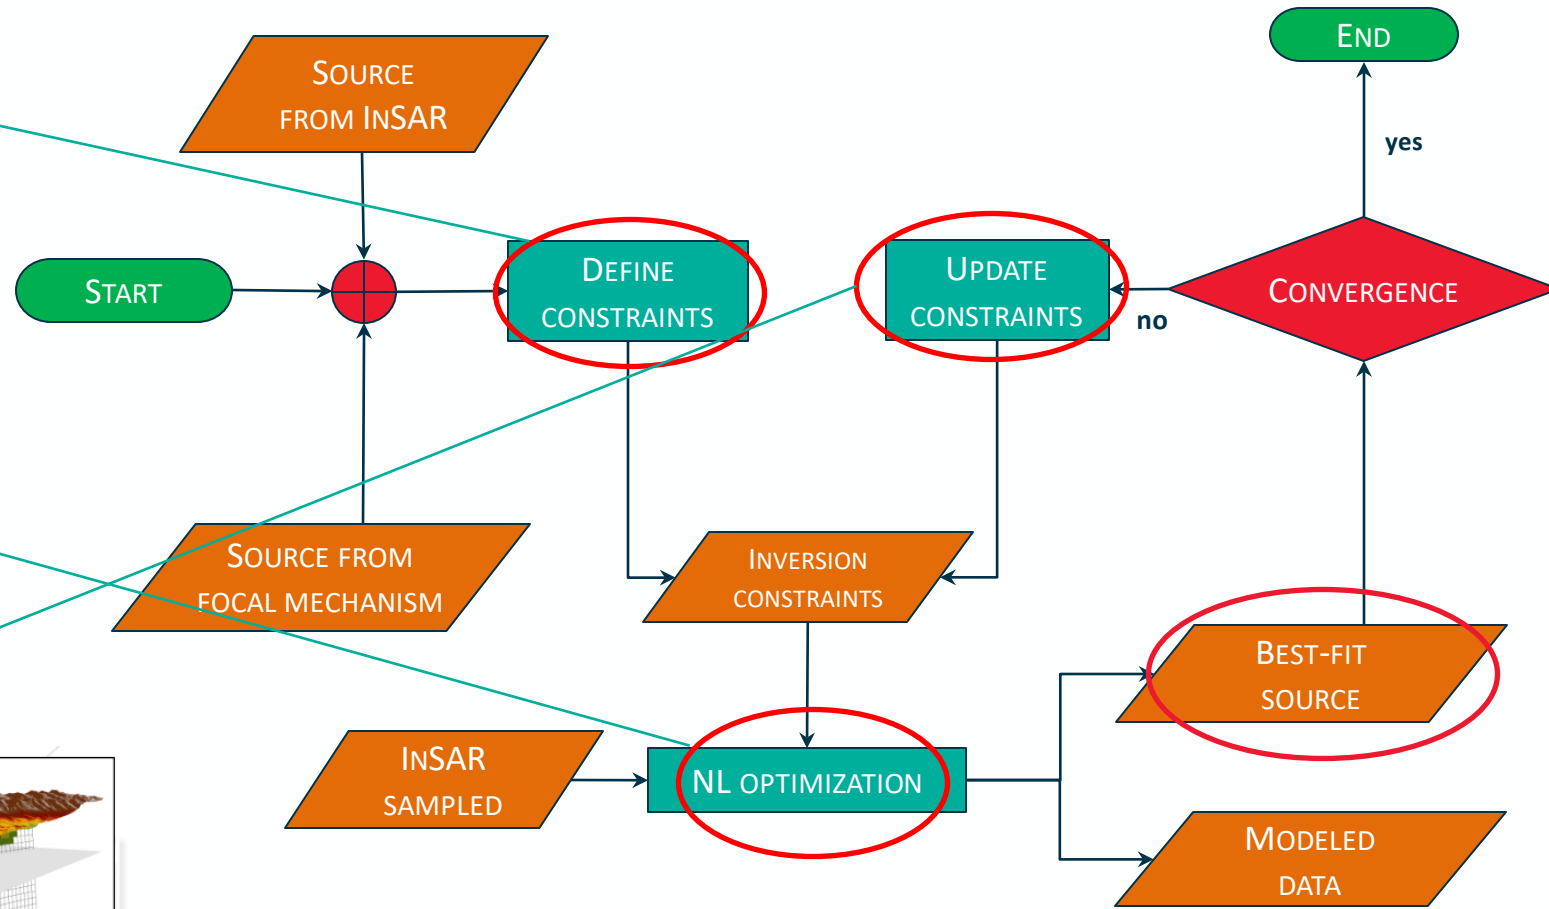 END
SOURCE
FROM INSAR
yes
START
DEFINE
CONSTRAINTS
UPDATE
CONSTRAINTS
no
CONVERGENCE
SOURCE FROM
FOCAL MECHANISM
INVERSION
CONSTRAINTS
BEST-FIT
SOURCE
INSAR
SAMPLED
NL OPTIMIZATION
MODELED
DATA